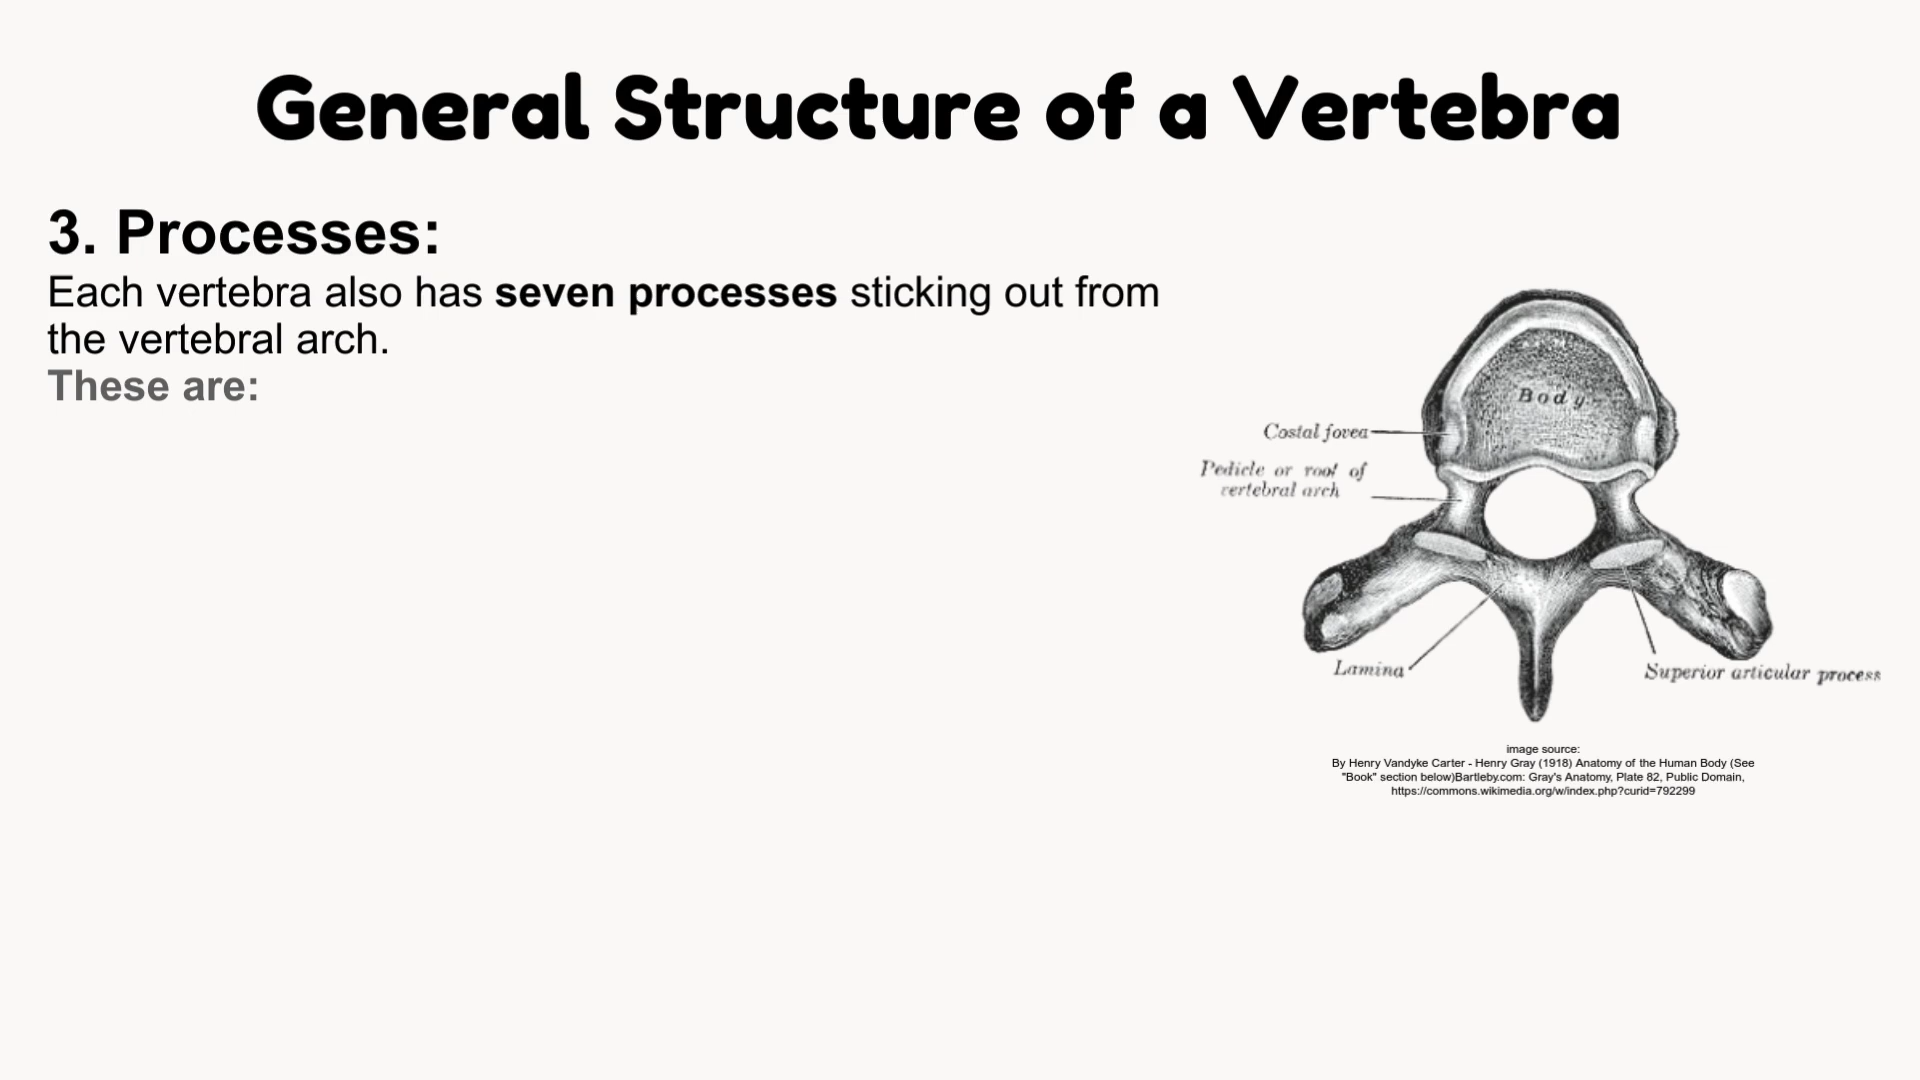 General Structure of a Vertebra
3. Processes:
Each vertebra also has seven processes sticking out from
the vertebral arch.
These are:
Body
Costal fovea
Pedicle or root of
vertebral arch
Lamina
Superior articular process
image source:
By Henry Vandyke Carter - Henry Gray (1918) Anatomy of the Human Body (See
"Book" section below)Bartleby.com: Gray's Anatomy, Plate 82, Public Domain,
https://commons.wikimedia.org/w/index.php?curid=792299